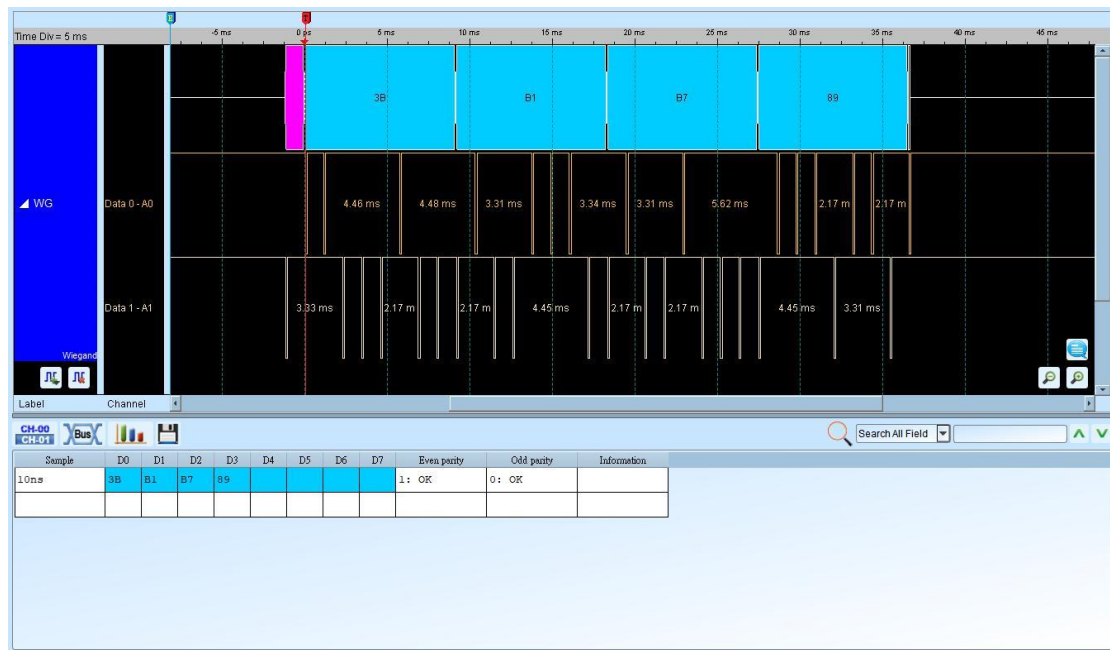 Time Div = 5 ms
-5 ms 0 ps 5 ms 10 ms 15 ms 20 ms 25 ms 30 ms 35 ms 40 ms 45 ms
3B B1 B7 89
WG Data 0 - A0 4.46 ms 4.48 ms 3.31 ms 3.34 ms 3.31 ms 5.62 ms 2.17 m 2.17 m
Data 1 - A1 3.33 ms 2.17 m 2.17 m 4.45 ms 2.17 m 2.17 m 4.45 ms 3.31 ms
Wiegand
Label Channel
CH-00
CH-01 Bus Search All Field
Sample D0 D1 D2 D3 D4 D5 D6 D7 Even parity Odd parity Information
10ns 3B B1 B7 89 1: OK 0: OK